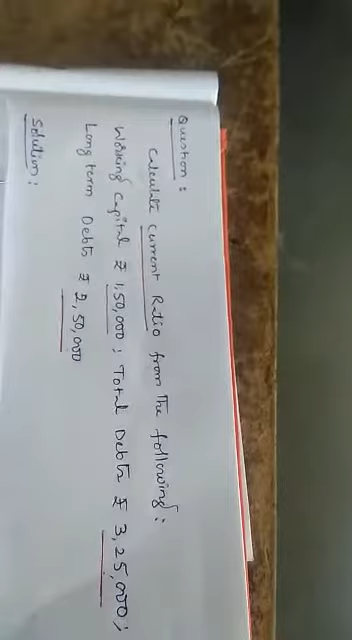 Question:
Calculate Current Ratio from the following:
Working Capital ₹ 1,50,000; Total Debts ₹ 3,25,000;
Long term Debts ₹ 2,50,000
Solution: